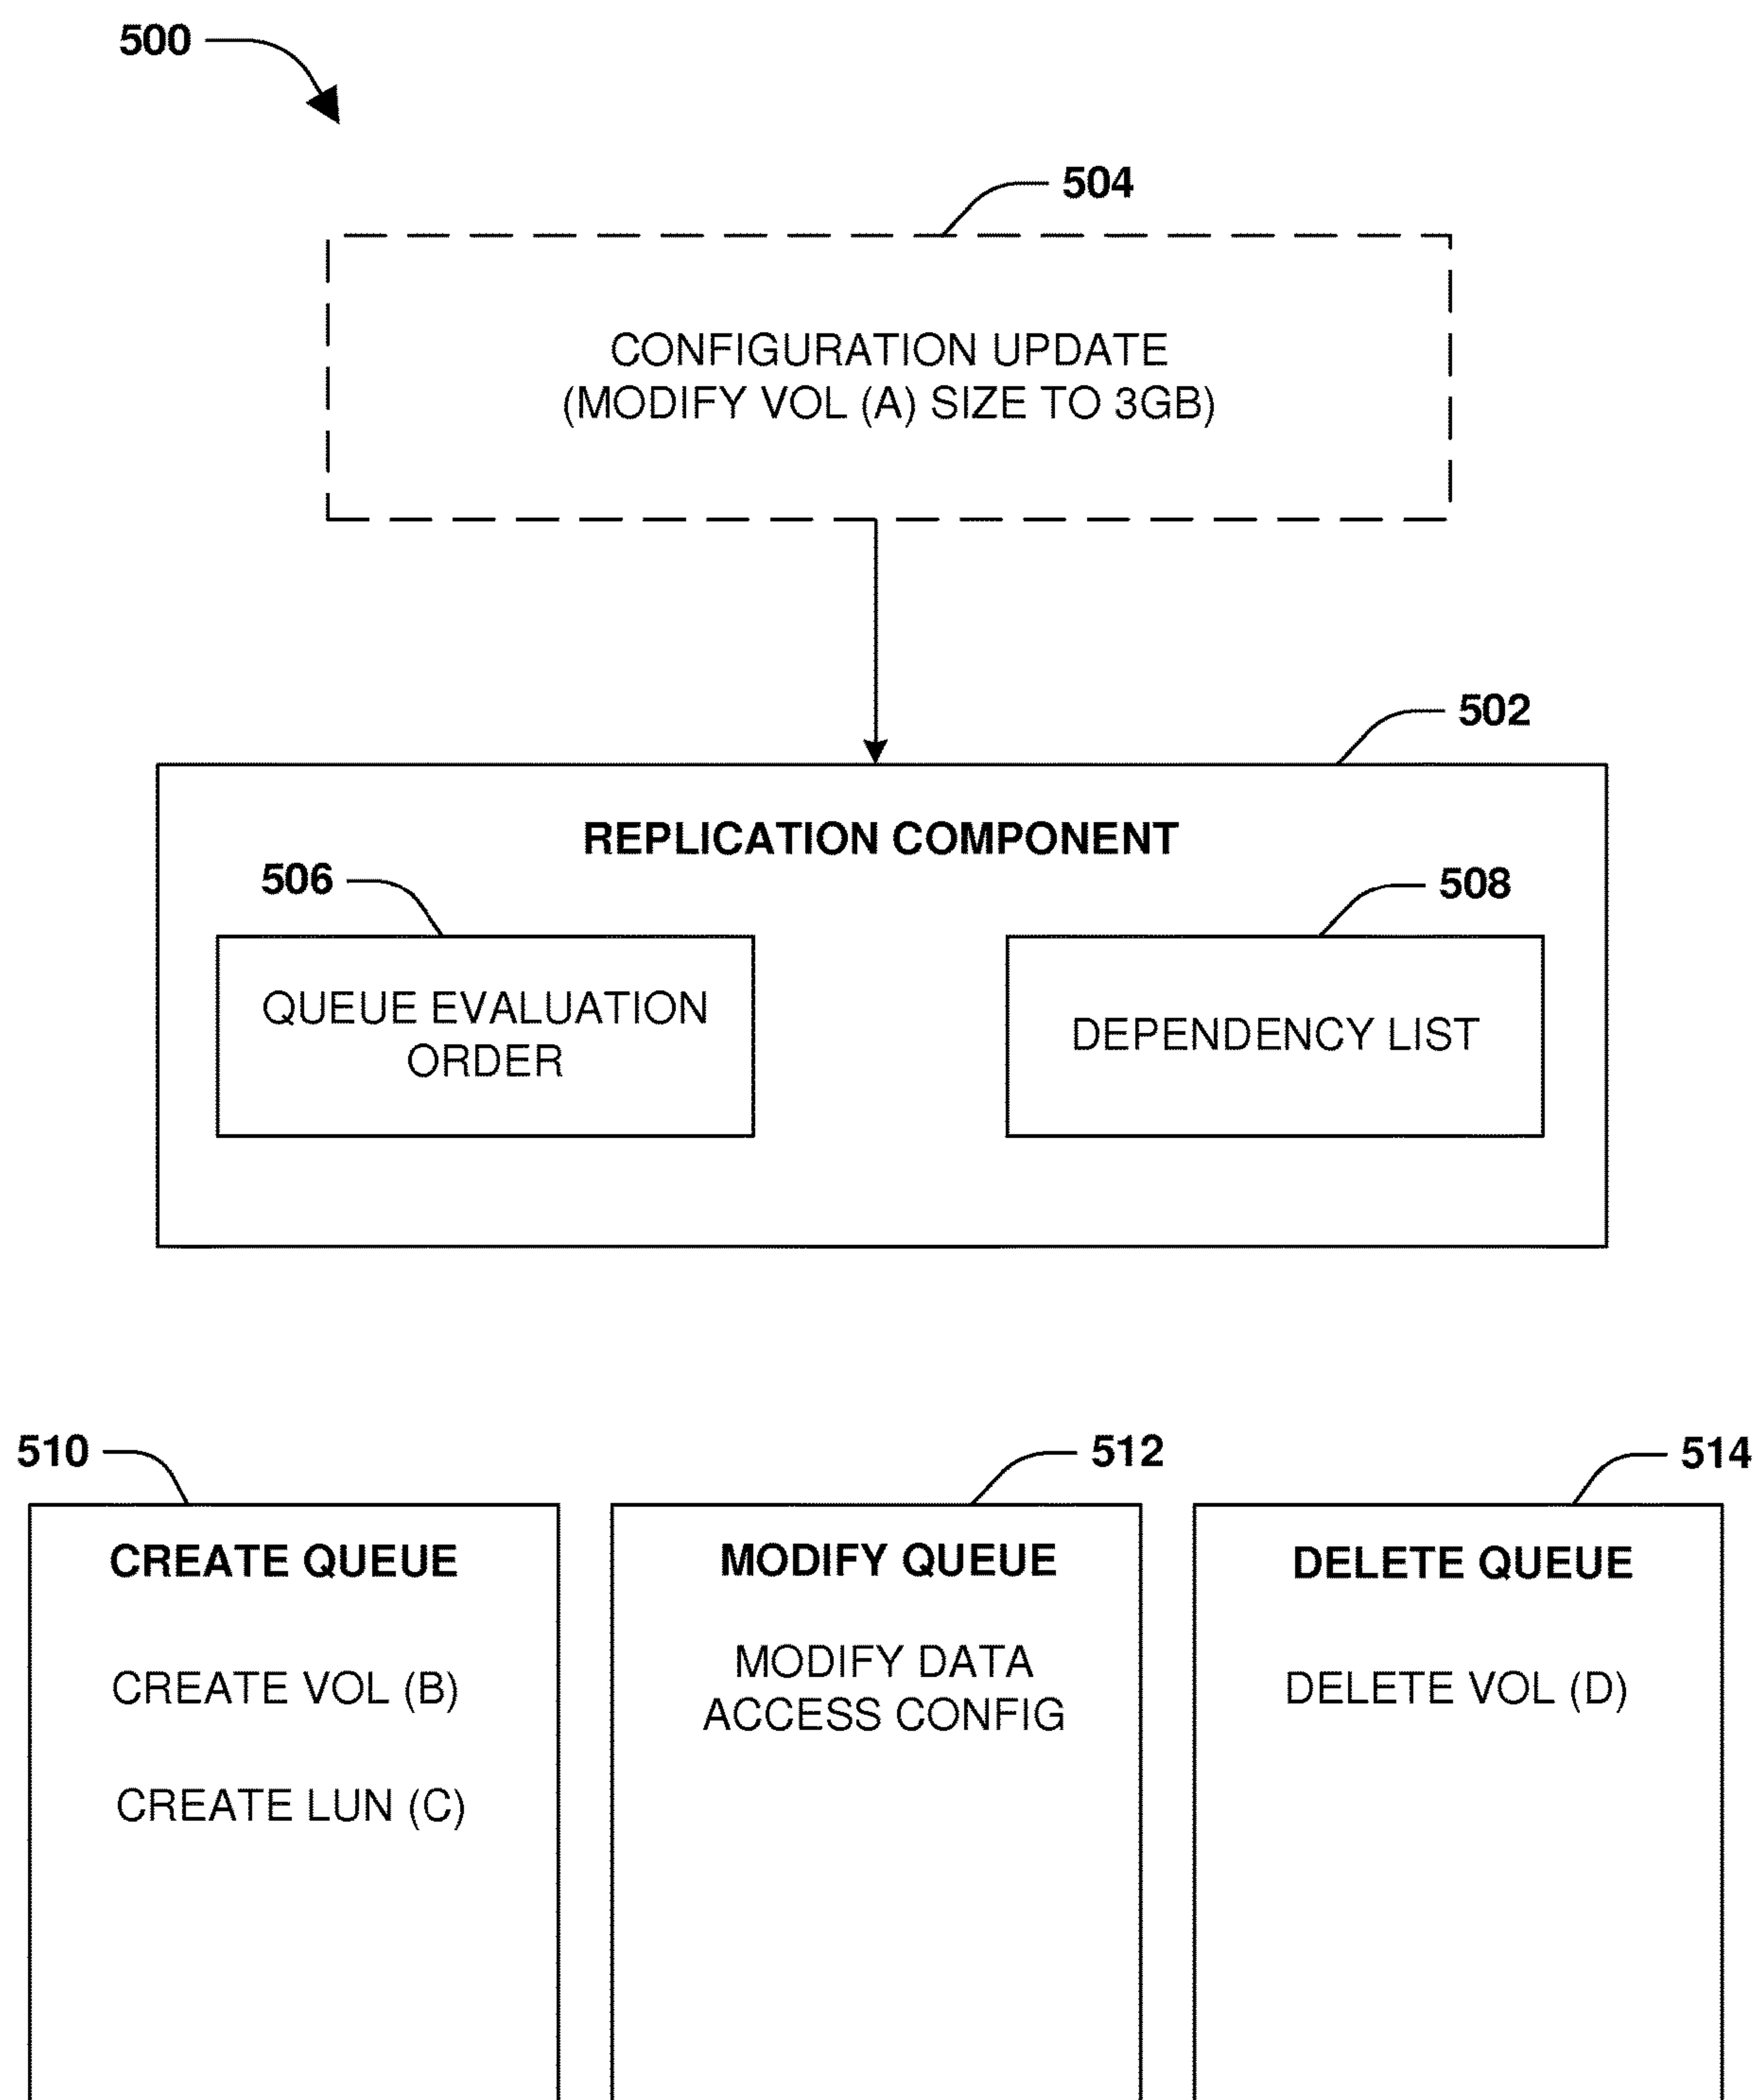 500
504
CONFIGURATION UPDATE
(MODIFY VOL (A) SIZE TO 3GB)
502
REPLICATION COMPONENT
506
508
QUEUE EVALUATION
ORDER
DEPENDENCY LIST
510
512
514
CREATE QUEUE
CREATE VOL (B)
CREATE LUN (C)
MODIFY QUEUE
MODIFY DATA
ACCESS CONFIG
DELETE QUEUE
DELETE VOL (D)